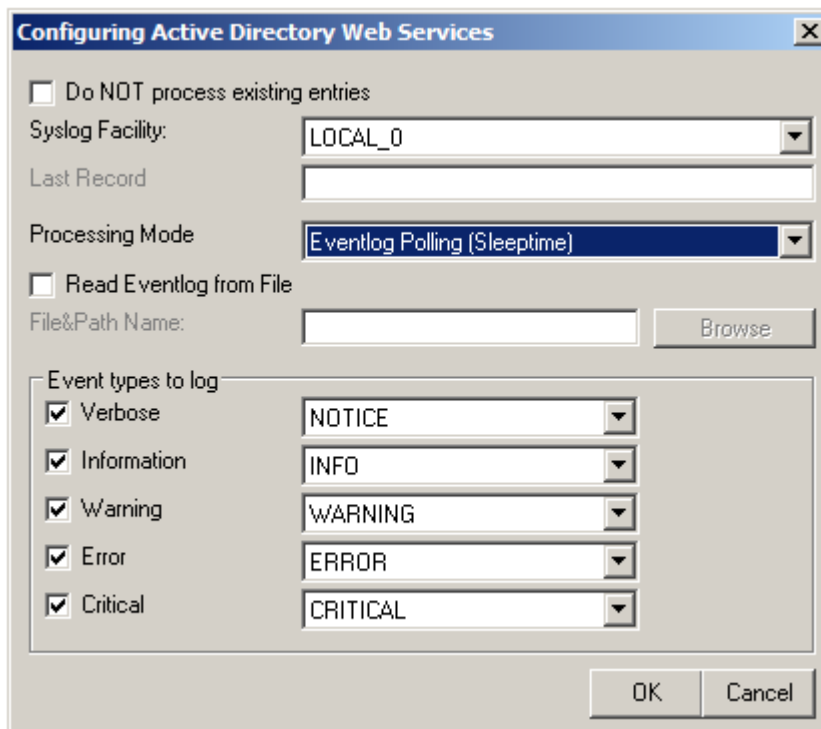 Configuring Active Directory Web Services
Do NOT process existing entries
Syslog Facility: LOCAL_0
Last Record
Processing Mode Eventlog Polling (Sleeptime)
Read Eventlog from File
File&Path Name: Browse
Event types to log
Verbose NOTICE
Information INFO
Warning WARNING
Error ERROR
Critical CRITICAL
OK Cancel